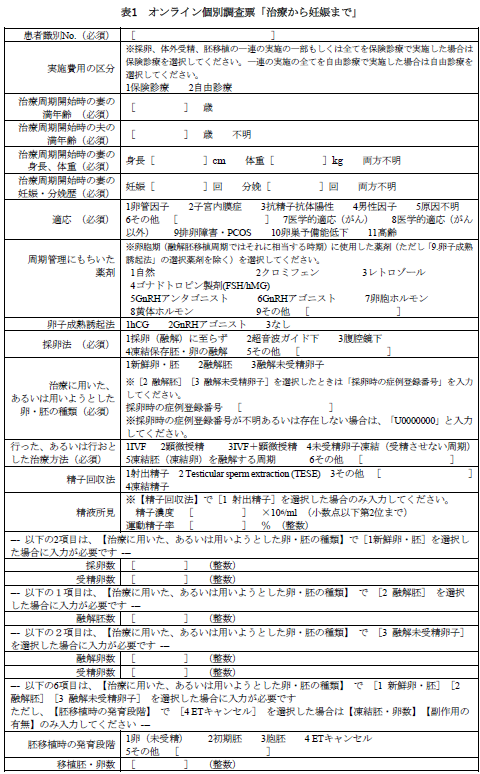 表1　オンライン個別調査票「治療から妊娠まで」
患者識別No.（必須）　［　　　　　］
実施費用の区分
※採卵、体外受精、胚移植の一連の実施の一部もしくは全てを保険診療で実施した場合は
保険診療を選択してください。一連の実施の全てを自由診療で実施した場合は自由診療を
選択してください。
1保険診療　2自由診療
治療周期開始時の妻の
満年齢　（必須）
［　　　　　］　歳
治療周期開始時の夫の
満年齢（必須）
［　　　　　］　歳　不明
治療周期開始時の妻の
身長、体重（必須）
身長［　　　　　］cm　体重［　　　　　］kg　両方不明
治療周期開始時の妻の
妊娠・分娩歴（必須）
妊娠［　　　　　］回　分娩［　　　　　］回　両方不明
適応　（必須）
1卵管因子　2子宮内膜症　3抗精子抗体陽性　4男性因子　5原因不明
6その他　［　　　　　］　7医学的適応（がん）　8医学的適応（がん
以外）　9排卵障害・PCOS　10卵巣予備能低下　11高齢
周期管理にもちいた
薬剤
※卵胞期（融解胚移植周期ではそれに相当する時期）に使用した薬剤（ただし「9.卵子成熟
誘起法」の選択薬剤を除く）を選択してください。
1自然　2クロミフェン　3レトロゾール
4ゴナドトロピン製剤(FSH/hMG)
5GnRHアンタゴニスト　6GnRHアゴニスト　7卵胞ホルモン
8黄体ホルモン　9その他　［　　　　　］
卵子成熟誘起法
1hCG　2GnRHアゴニスト　3なし
採卵法　（必須）
1採卵（融解）に至らず　2超音波ガイド下　3腹腔鏡下
4凍結保存胚・卵の融解　5その他　［　　　　　］
治療に用いた、
あるいは用いようとした
卵・胚の種類（必須）
1新鮮卵・胚　2融解胚　3融解未受精卵子
※［2 融解胚］［3 融解未受精卵子］を選択したときは「採卵時の症例登録番号」を入力
してください。
採卵時の症例登録番号　［　　　　　］
※採卵時の症例登録番号が不明あるいは存在しない場合は、「U0000000」と入力
してください。
行った、あるいは行おと
した治療方法（必須）
1IVF　2顕微授精　3IVF＋顕微授精　4未受精卵子凍結（受精させない周期）
5凍結胚（凍結卵）を融解する周期　6その他　［　　　　　］
精子回収法
1射出精子　2 Testicular sperm extraction (TESE)　3その他　［　　　　　］
4凍結精子
精液所見
※【精子回収法】で［1 射出精子］を選択した場合のみ入力してください。
精子濃度　［　　　　　］　×10⁶/ml　（小数点以下第2位まで）
運動精子率　［　　　　　］　％　（整数）
--- 以下の2項目は、【治療に用いた、あるいは用いようとした卵・胚の種類】で［1新鮮卵・胚］を選択し
た場合に入力が必要です ---
採卵数　［　　　　　］　（整数）
受精卵数　［　　　　　］　（整数）
--- 以下の１項目は、【治療に用いた、あるいは用いようとした卵・胚の種類】 で ［2 融解胚］ を選択
した場合に入力が必要です ---
融解胚数　［　　　　　］　（整数）
--- 以下の２項目は、【治療に用いた、あるいは用いようとした卵・胚の種類】 で ［3 融解未受精卵子］
を選択した場合に入力が必要です ---
融解卵数　［　　　　　］　（整数）
受精卵数　［　　　　　］　（整数）
--- 以下の6項目は、【治療に用いた、あるいは用いようとした卵・胚の種類】 で ［1 新鮮卵・胚］［2
融解胚］［3 融解未受精卵子］ を選択した場合に入力が必要です
ただし、【胚移植時の発育段階】 で ［4 ETキャンセル］ を選択した場合は【凍結胚・卵数】【副作用の
有無】のみ入力してください ---
胚移植時の発育段階
1卵（未受精）　2初期胚　3胞胚　4 ETキャンセル
5その他　［　　　　　］
移植胚・卵数　［　　　　　］　（整数）